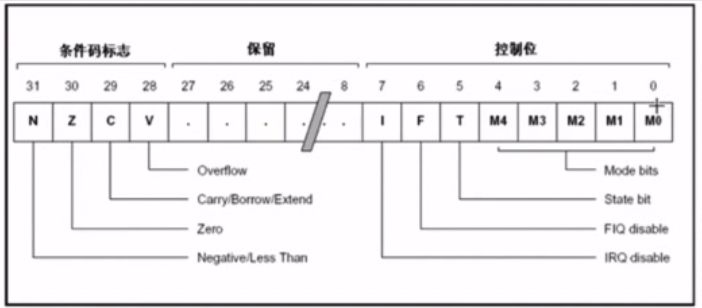 条件码标志 保留 控制位
31 30 29 28 27 26 25 24 8 7 6 5 4 3 2 1 0
N Z C V . . . . . . I F T M4 M3 M2 M1 M0
Overflow Mode bits
Carry/Borrow/Extend State bit
Zero FIQ disable
Negative/Less Than IRQ disable